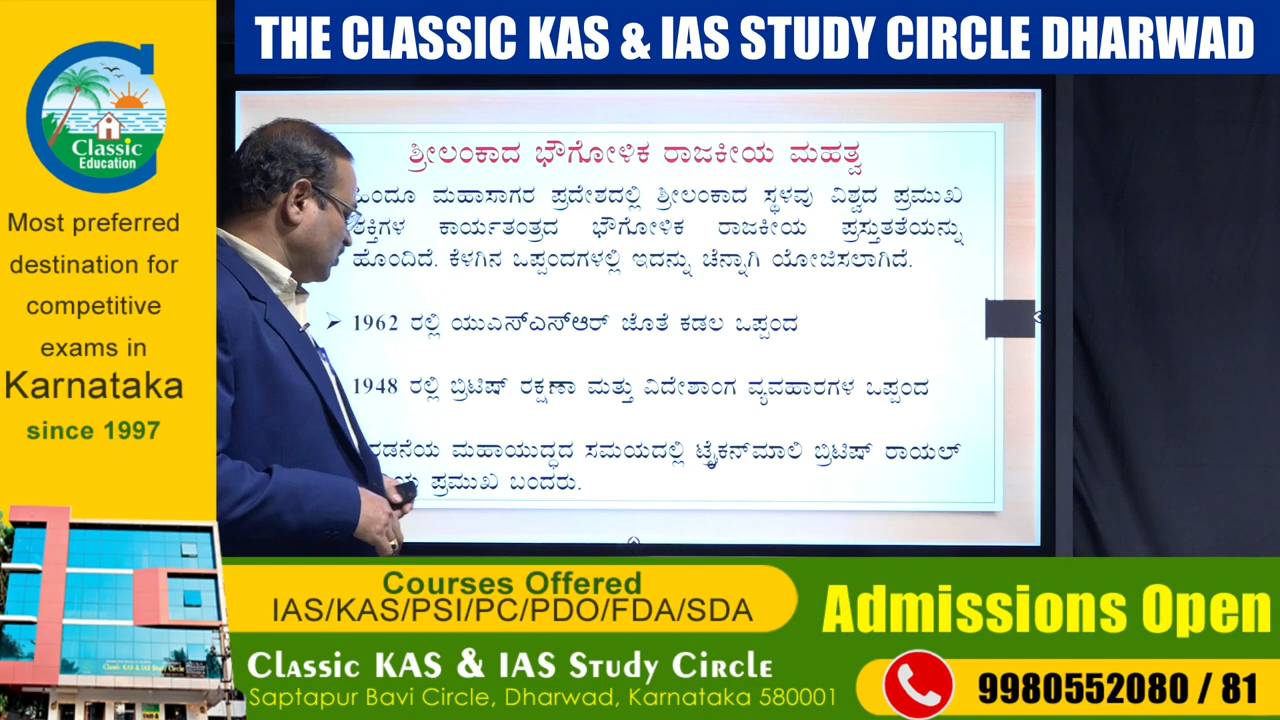 THE CLASSIC KAS & IAS STUDY CIRCLE DHARWAD
Classic
Education
Most preferred
destination for
competitive
exams in
Karnataka
since 1997
ಶ್ರೀಲಂಕಾದ ಭೌಗೋಳಿಕ ರಾಜಕೀಯ ಮಹತ್ವ
ಹಿಂದೂ ಮಹಾಸಾಗರ ಪ್ರದೇಶದಲ್ಲಿ ಶ್ರೀಲಂಕಾದ ಸ್ಥಳವು ವಿಶ್ವದ ಪ್ರಮುಖ
ಶಕ್ತಿಗಳ ಕಾರ್ಯತಂತ್ರದ ಭೌಗೋಳಿಕ ರಾಜಕೀಯ ಪ್ರಸ್ತುತತೆಯನ್ನು
ಹೊಂದಿದೆ. ಕೆಳಗಿನ ಒಪ್ಪಂದಗಳಲ್ಲಿ ಇದನ್ನು ಚೆನ್ನಾಗಿ ಯೋಜಿಸಲಾಗಿದೆ.
➢ 1962 ರಲ್ಲಿ ಯುಎಸ್ಎಸ್ಆರ್ ಜೊತೆ ಕಡಲ ಒಪ್ಪಂದ
1948 ರಲ್ಲಿ ಬ್ರಿಟಿಷ್ ರಕ್ಷಣಾ ಮತ್ತು ವಿದೇಶಾಂಗ ವ್ಯವಹಾರಗಳ ಒಪ್ಪಂದ
ಮಹಾಯುದ್ಧದ ಸಮಯದಲ್ಲಿ ಟ್ರೈಕನ್‌ಮಾಲಿ ಬ್ರಿಟಿಷ್ ರಾಯಲ್
ಪ್ರಮುಖ ಬಂದರು.
Courses Offered
IAS/KAS/PSI/PC/PDO/FDA/SDA
Admissions Open
Classic KAS & IAS Study Circle
Saptapur Bavi Circle, Dharwad, Karnataka 580001
9980552080 / 81